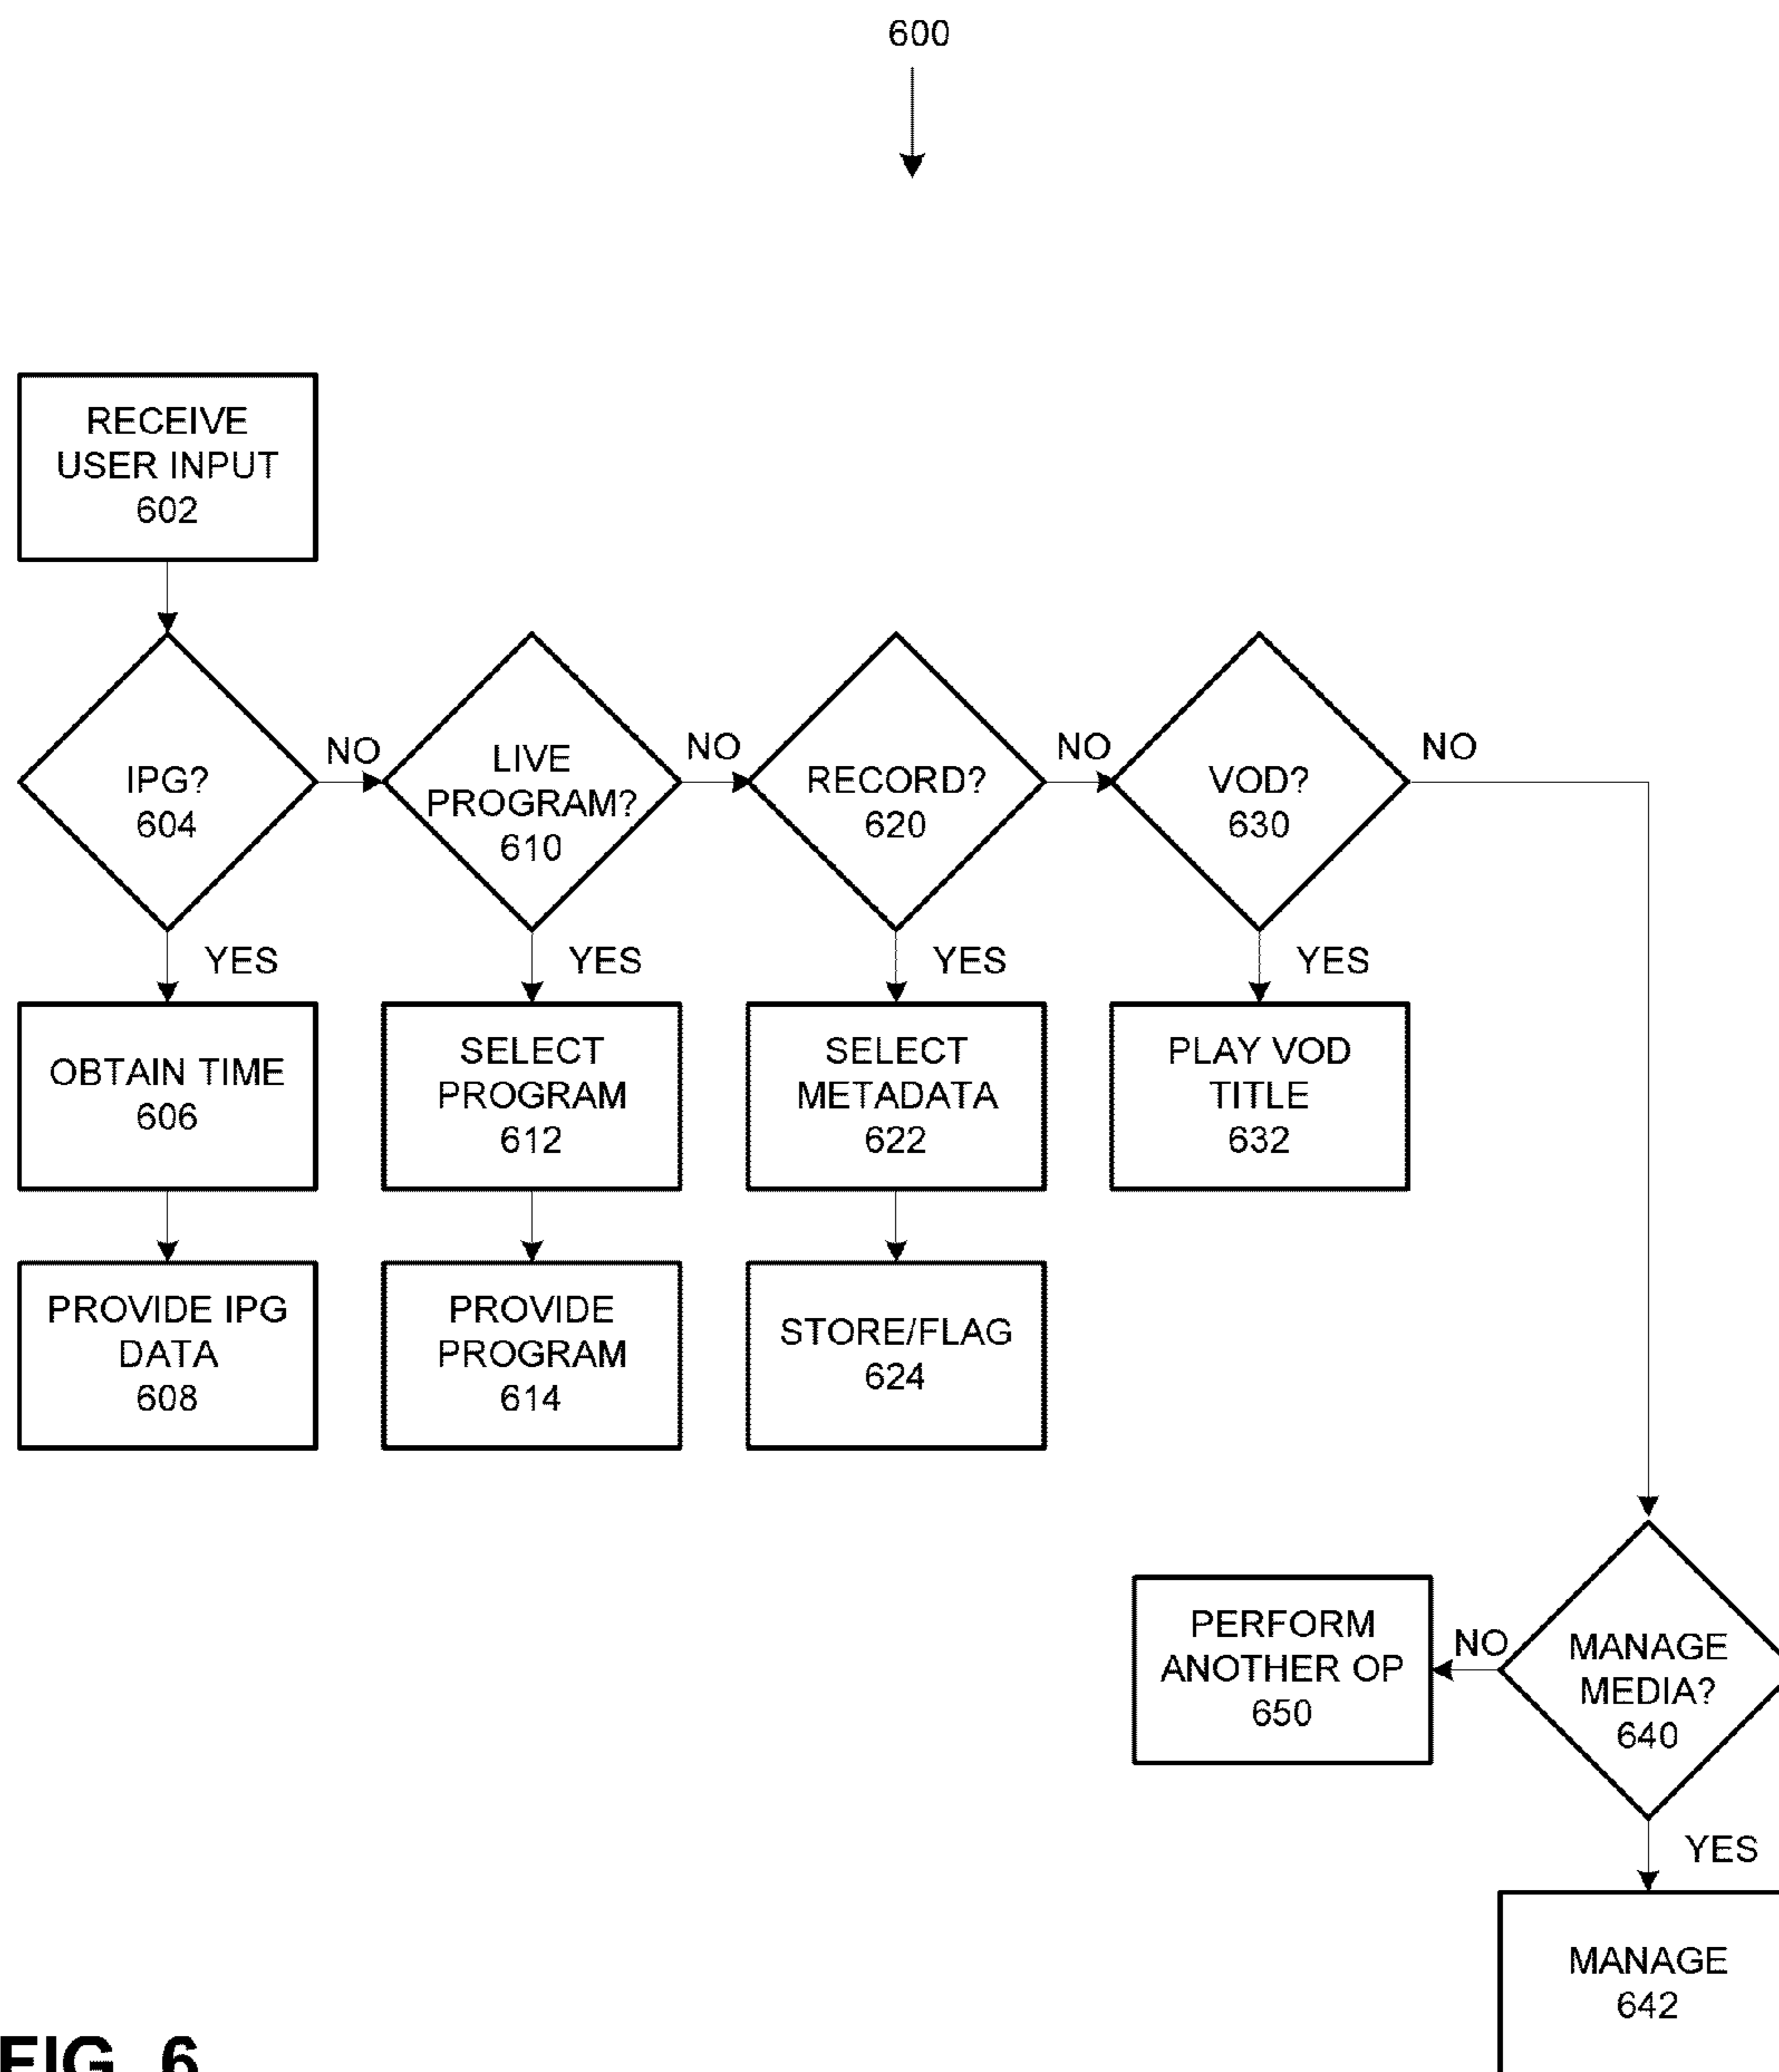 600
RECEIVE
USER INPUT
602
IPG?
604
NO
LIVE
PROGRAM?
610
NO
RECORD?
620
NO
VOD?
630
NO
YES
YES
YES
YES
OBTAIN TIME
606
SELECT
PROGRAM
612
SELECT
METADATA
622
PLAY VOD
TITLE
632
PROVIDE IPG
DATA
608
PROVIDE
PROGRAM
614
STORE/FLAG
624
PERFORM
ANOTHER OP
650
NO
MANAGE
MEDIA?
640
YES
MANAGE
642
FIG. 6